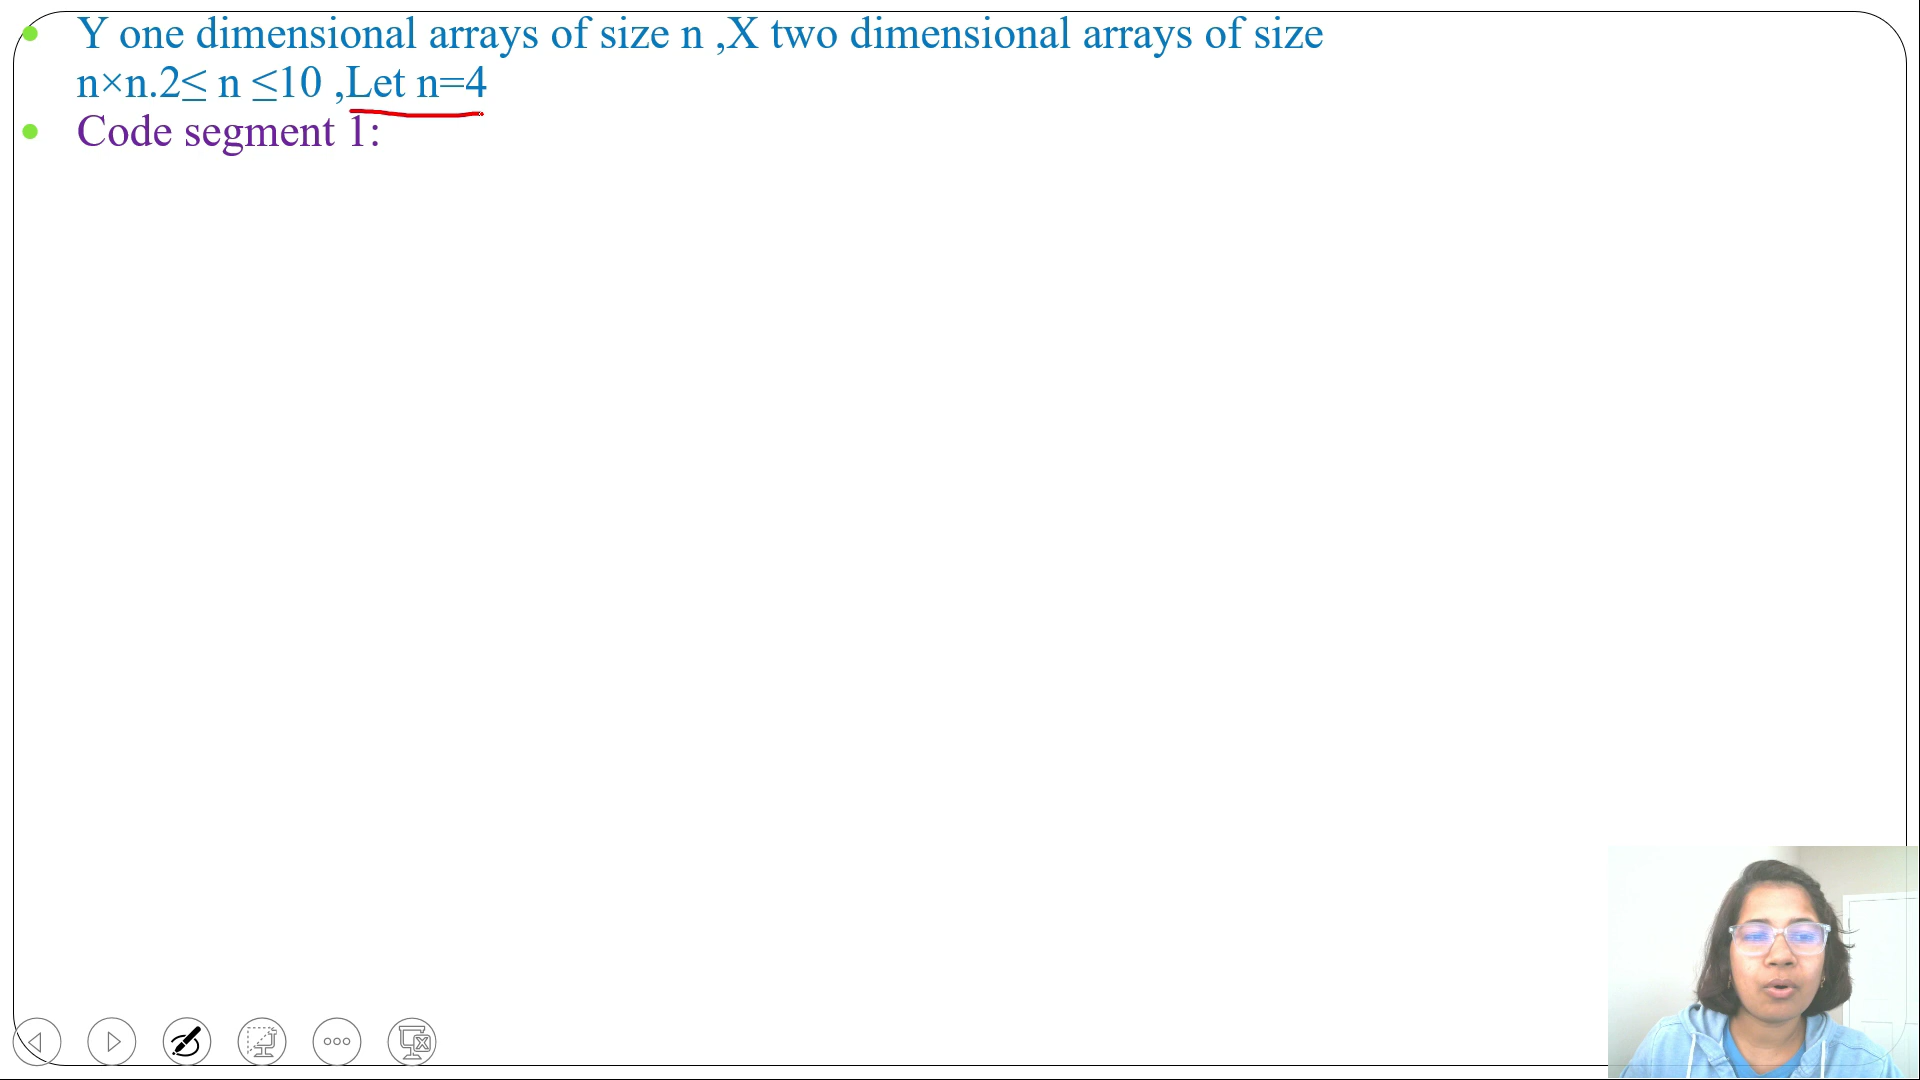 Y one dimensional arrays of size n ,X two dimensional arrays of size
n×n.2≤ n ≤10 ,Let n=4
Code segment 1: